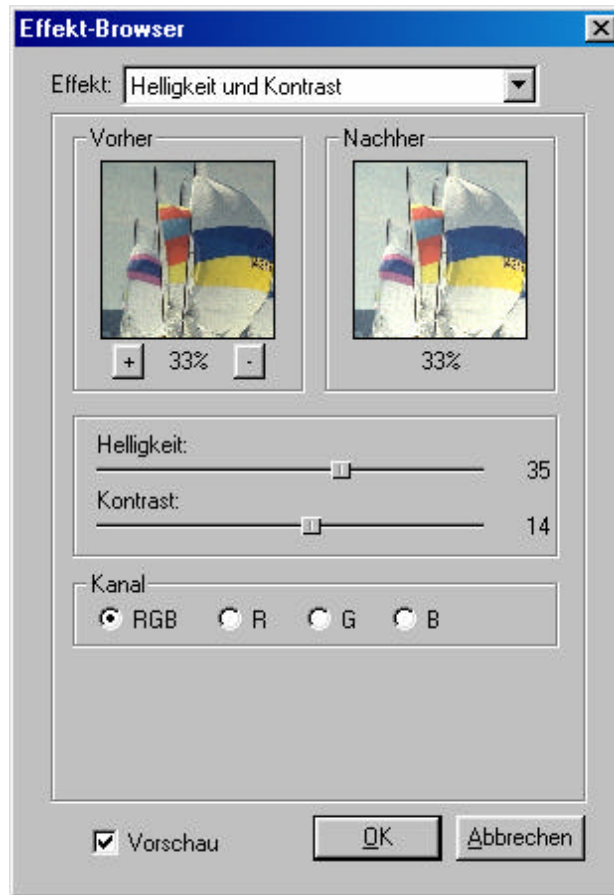 Effekt-Browser
Effekt: Helligkeit und Kontrast
Vorher
Nachher
+ 33% -
33%
Helligkeit:
35
Kontrast:
14
Kanal
RGB R G B
Vorschau
OK
Abbrechen